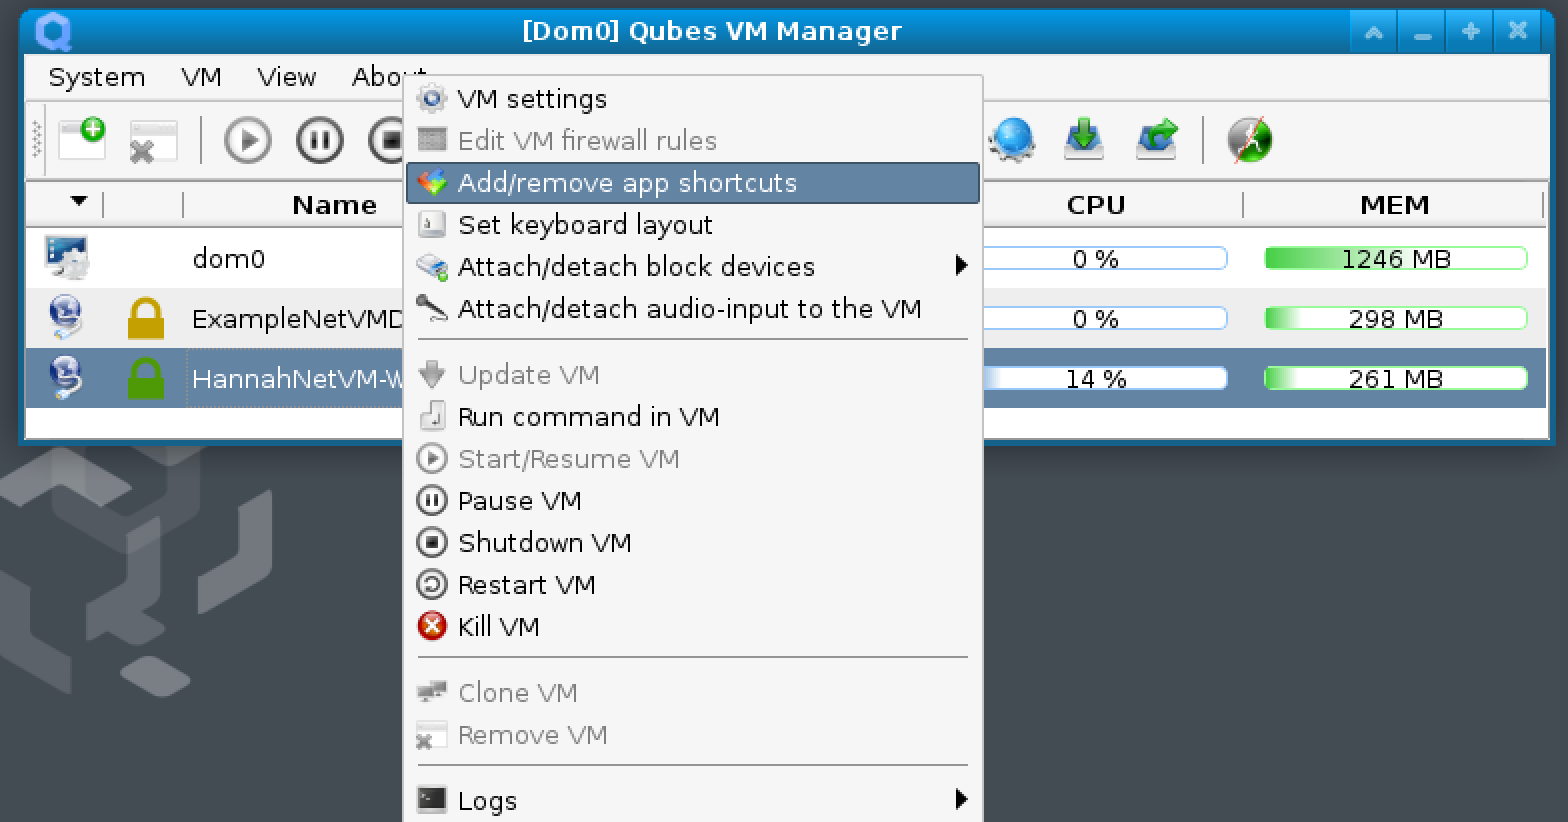 [Dom0] Qubes VM Manager
System VM View About
VM settings
Edit VM firewall rules
Add/remove app shortcuts
Set keyboard layout
Attach/detach block devices
Attach/detach audio-input to the VM
Update VM
Run command in VM
Start/Resume VM
Pause VM
Shutdown VM
Restart VM
Kill VM
Clone VM
Remove VM
Logs
Name CPU MEM
dom0 0 % 1246 MB
ExampleNetVMD 0 % 298 MB
HannahNetVM-W 14 % 261 MB